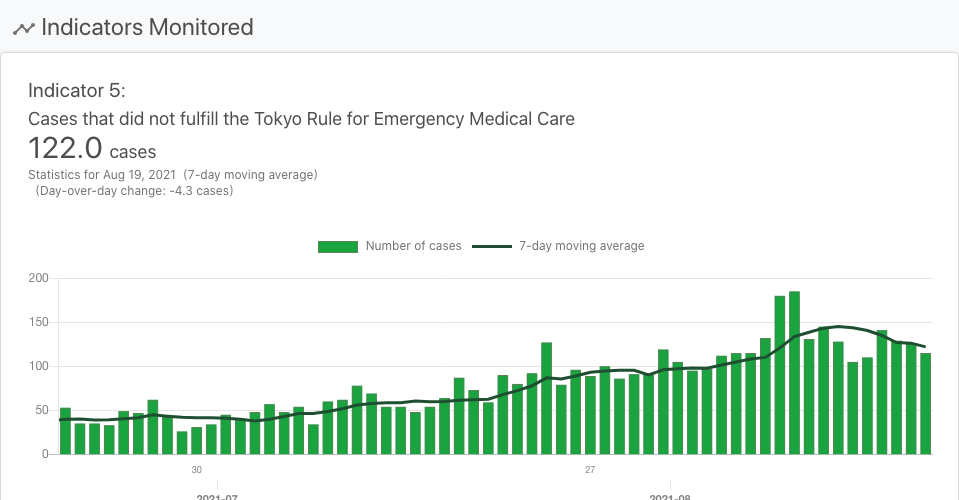 Indicators Monitored
Indicator 5:
Cases that did not fulfill the Tokyo Rule for Emergency Medical Care
122.0 cases
Statistics for Aug 19, 2021 (7-day moving average)
(Day-over-day change: -4.3 cases)
Number of cases 7-day moving average
200
150
100
50
0
30 27
2021-07 2021-08